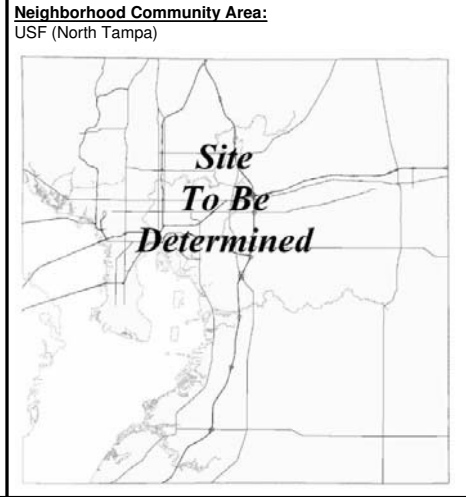 Neighborhood Community Area:
USF (North Tampa)
Site
To Be
Determined